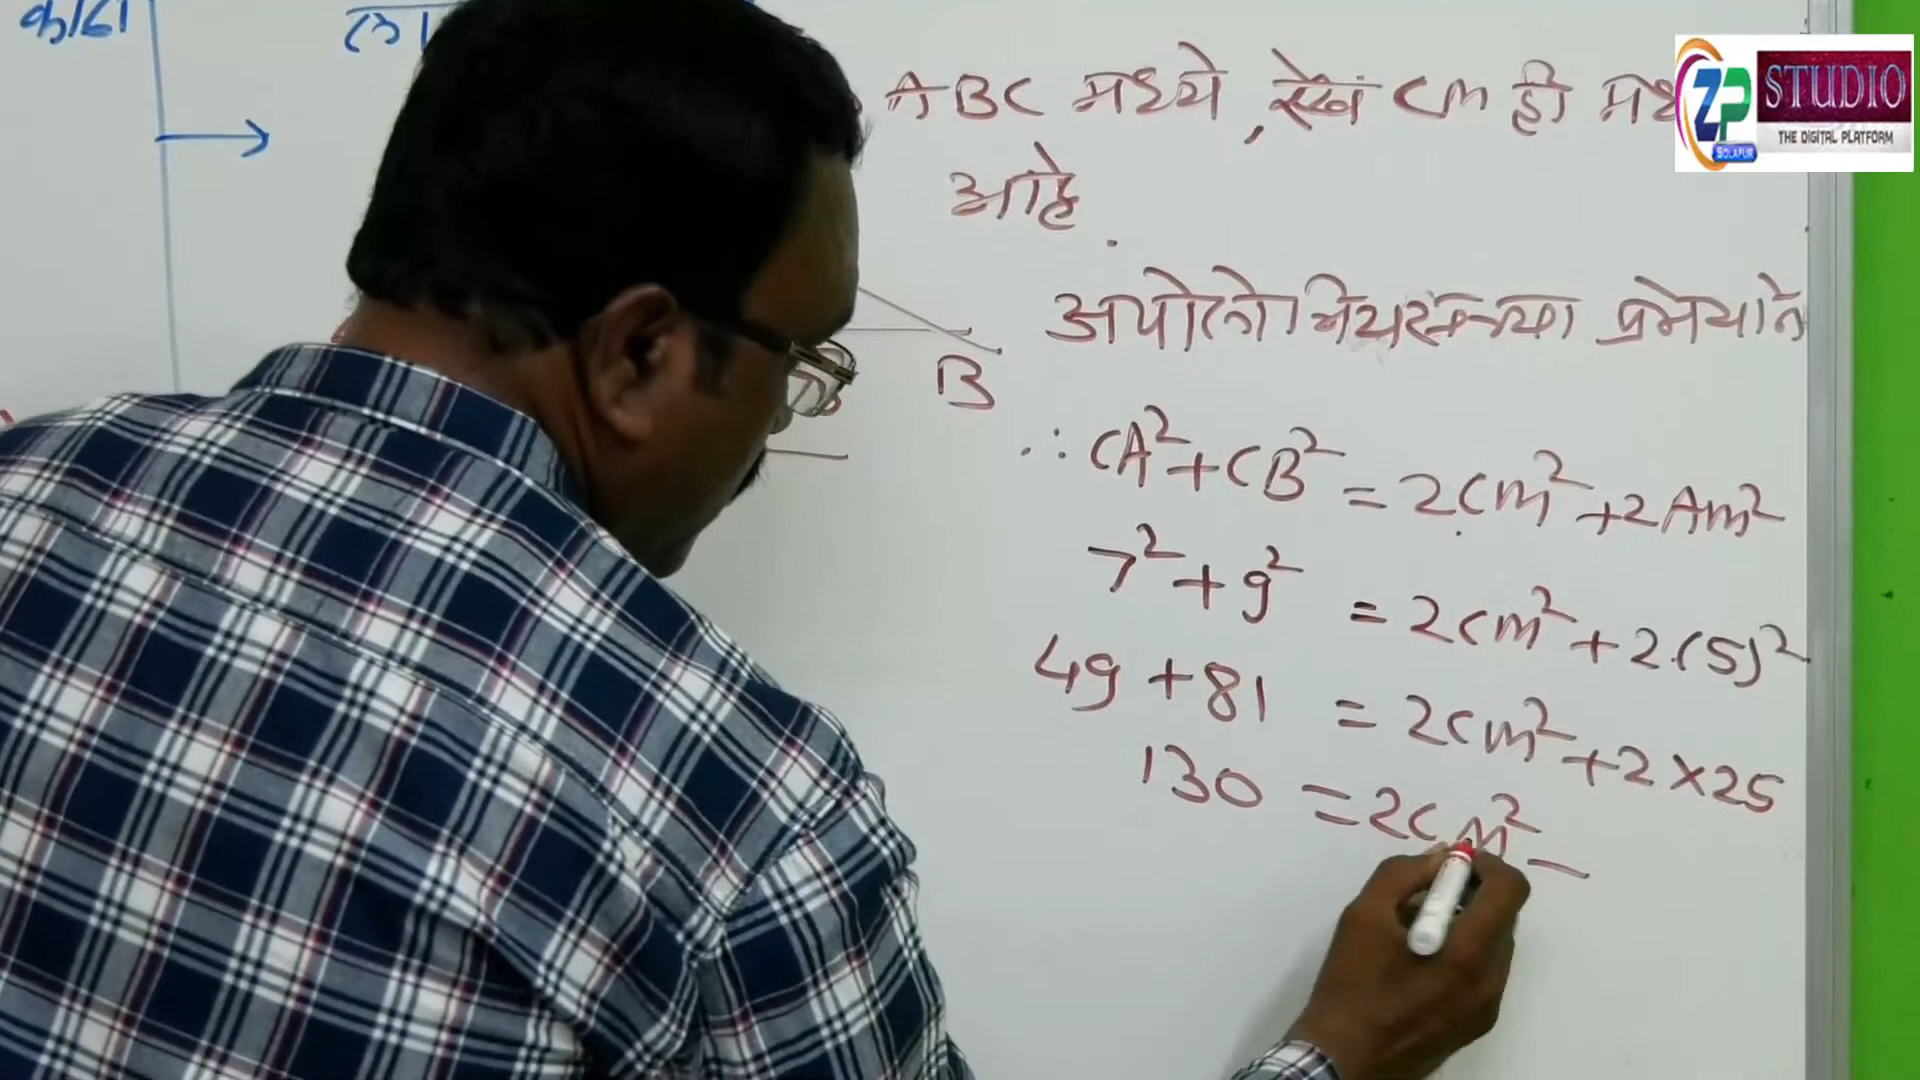 ABC मध्ये, रेख CM ही
आहे.
अपोलोनियसच्या प्रमेयाने
B
∴ CA² + CB² = 2CM² + 2AM²
7² + 9² = 2CM² + 2(5)²
49 + 81 = 2CM² + 2×25
130 = 2CM²
ZP STUDIO
THE DIGITAL PLATFORM
SOLAPUR